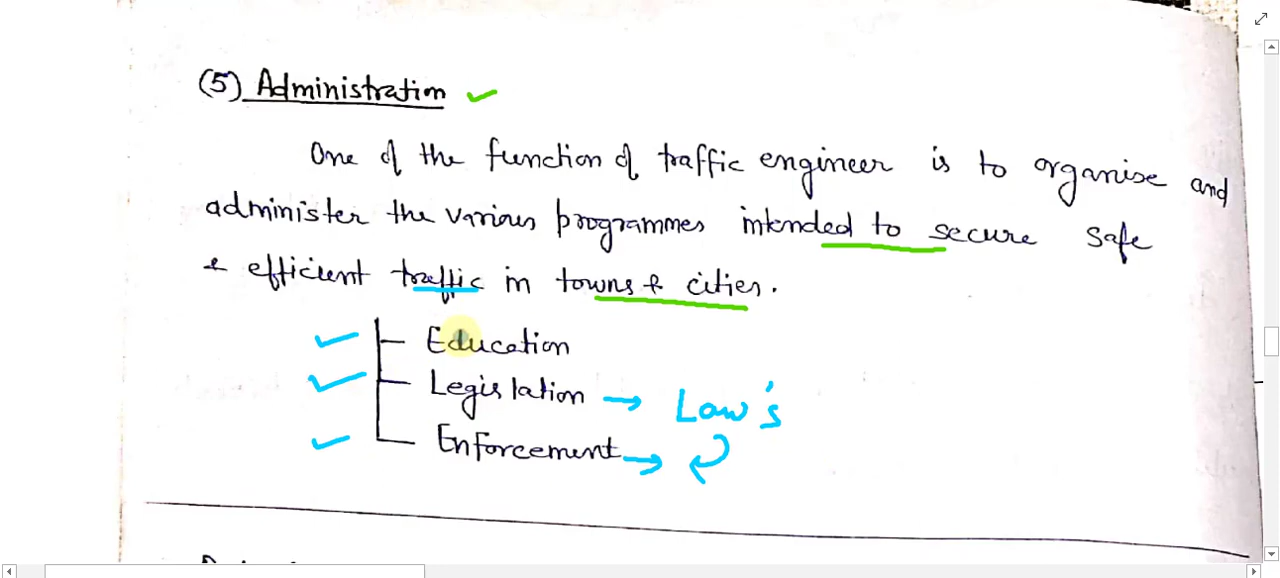 (5) Administration
One of the function of traffic engineer is to organise and
administer the various programmes intended to secure safe
& efficient traffic in towns & cities.
Education
Legislation → Law's
Enforcement →